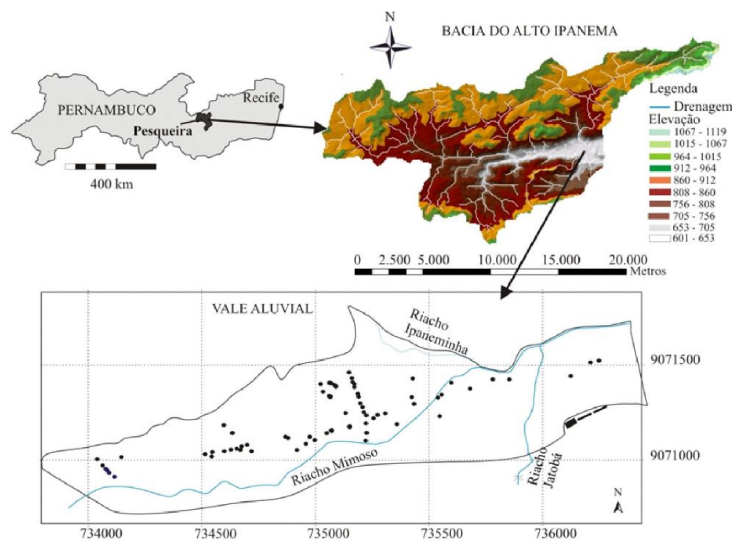 N
BACIA DO ALTO IPANEMA
PERNAMBUCO
Recife
Pesqueira
400 km
Legenda
Drenagem
Elevação
1067 - 1119
1015 - 1067
964 - 1015
912 - 964
860 - 912
808 - 860
756 - 808
705 - 756
653 - 705
601 - 653
0 2.500 5.000 10.000 15.000 20.000
Metros
VALE ALUVIAL
Riacho
Ipaneminha
9071500
Riacho Mimoso
Riacho
Jatobá
9071000
N
734000 734500 735000 735500 736000